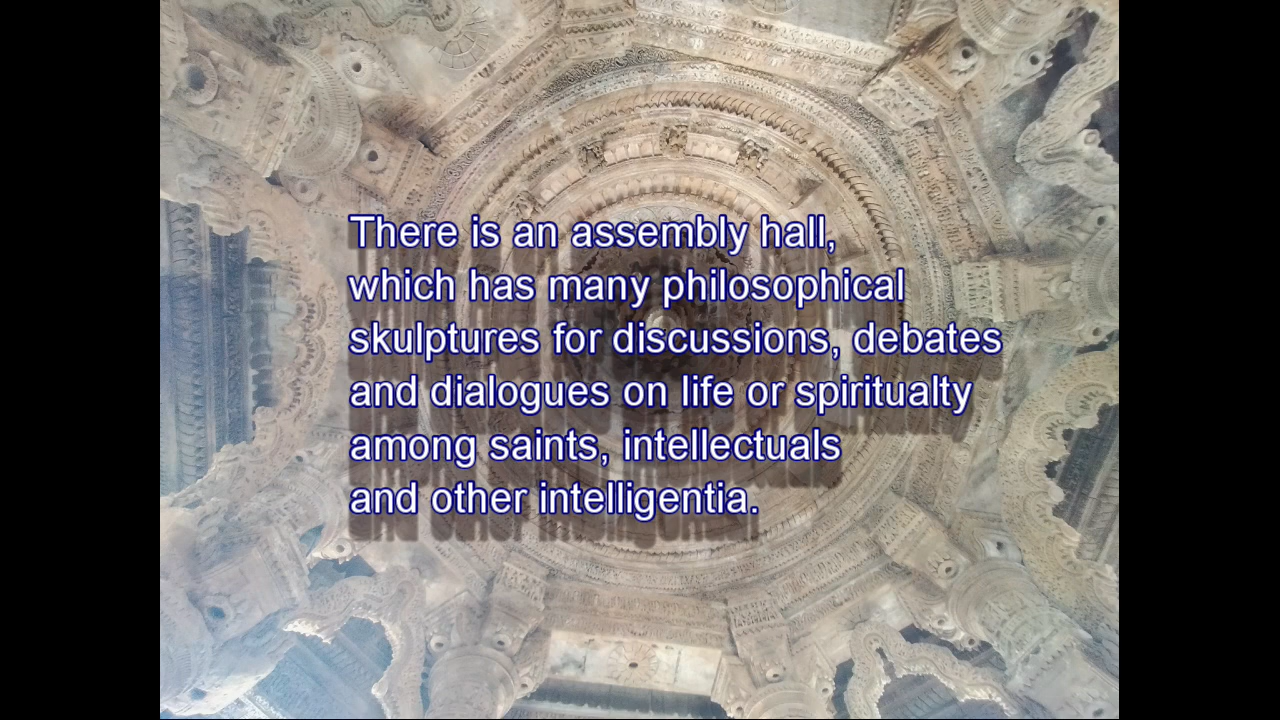 There is an assembly hall,
which has many philosophical
skulptures for discussions, debates
and dialogues on life or spiritualty
among saints, intellectuals
and other intelligentia.